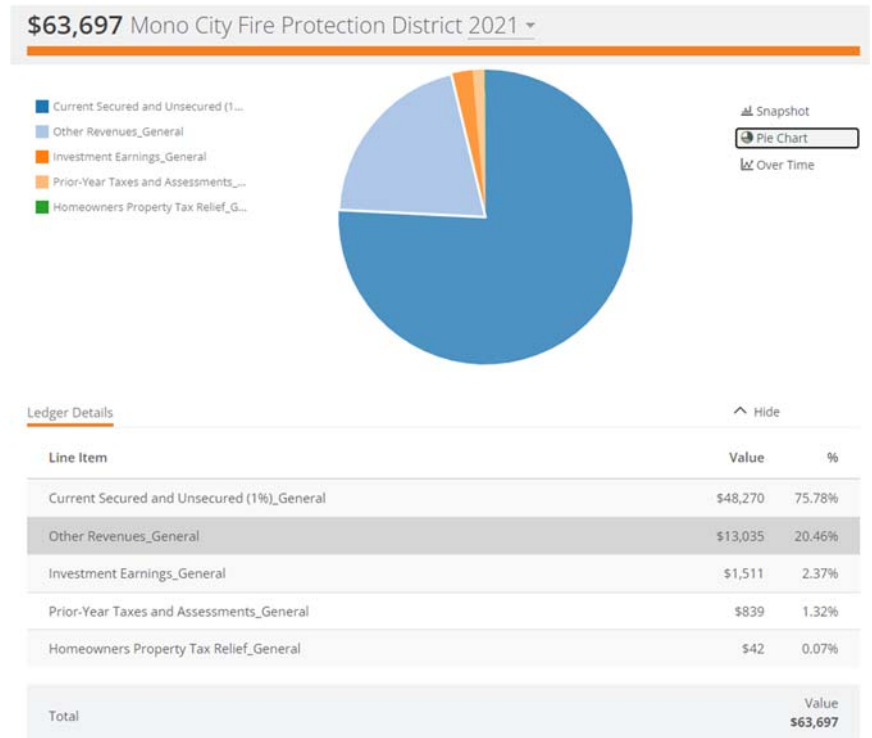 $63,697 Mono City Fire Protection District 2021
Current Secured and Unsecured (1...
Other Revenues_General
Investment Earnings_General
Prior-Year Taxes and Assessments_...
Homeowners Property Tax Relief_G...
Snapshot
Pie Chart
Over Time
Ledger Details
Hide
Line Item Value %
Current Secured and Unsecured (1%)_General $48,270 75.78%
Other Revenues_General $13,035 20.46%
Investment Earnings_General $1,511 2.37%
Prior-Year Taxes and Assessments_General $839 1.32%
Homeowners Property Tax Relief_General $42 0.07%
Value
Total $63,697